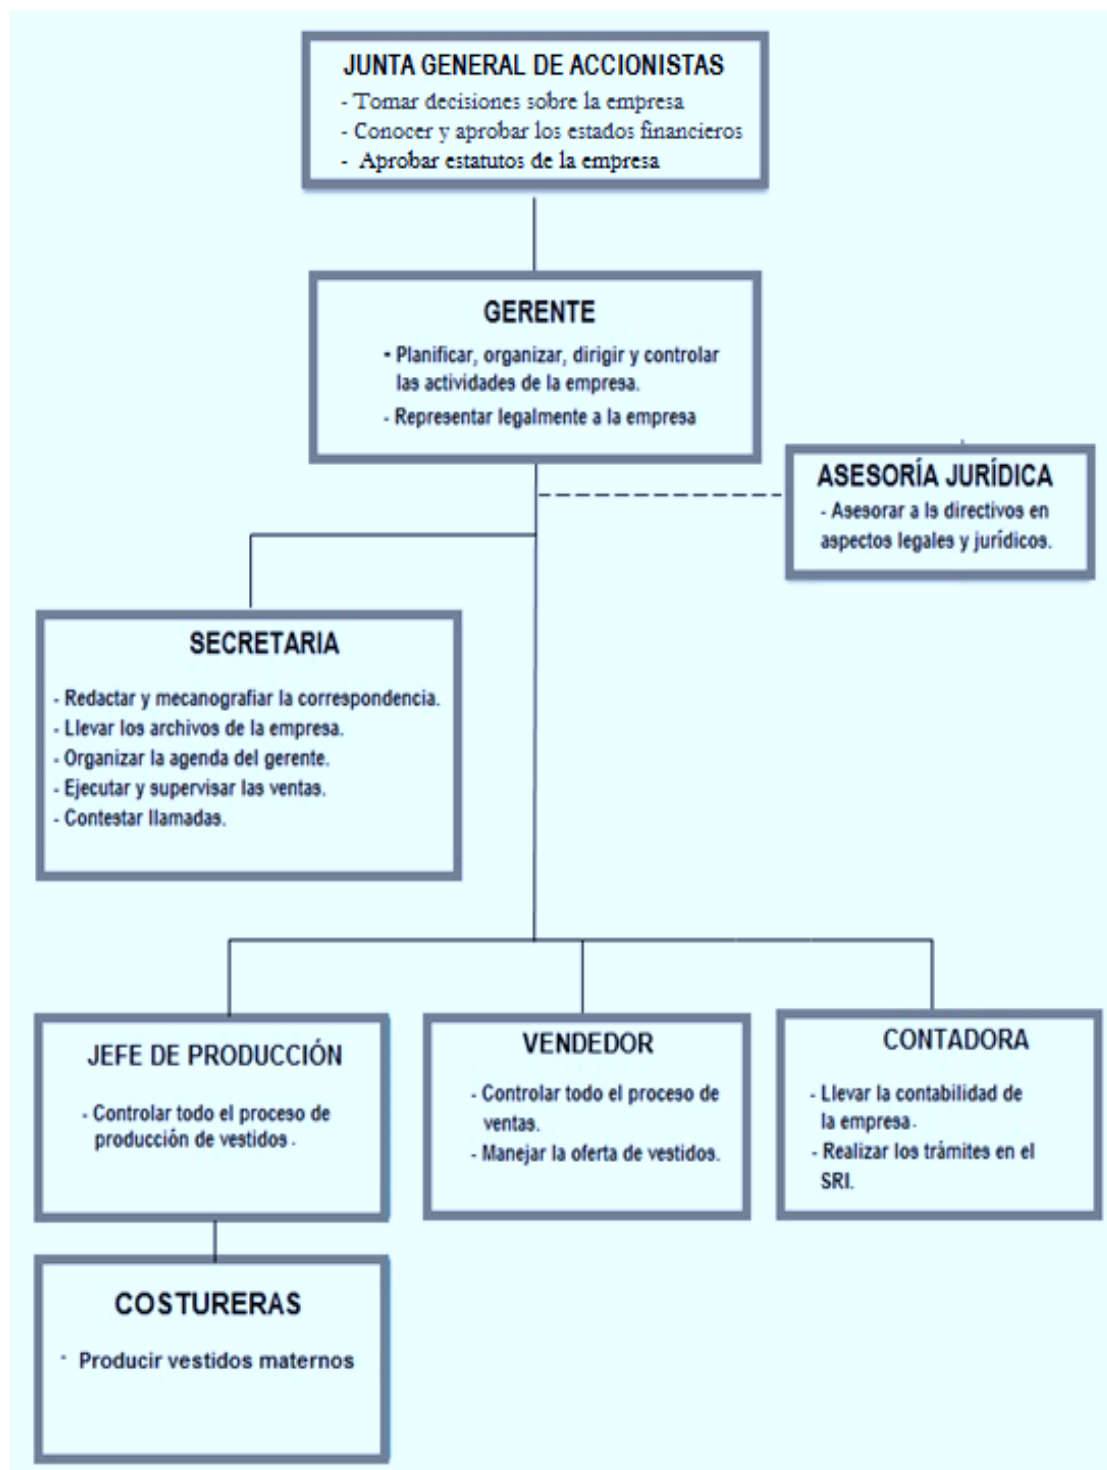 JUNTA GENERAL DE ACCIONISTAS
- Tomar decisiones sobre la empresa
- Conocer y aprobar los estados financieros
- Aprobar estatutos de la empresa
GERENTE
- Planificar, organizar, dirigir y controlar
las actividades de la empresa.
- Representar legalmente a la empresa
ASESORÍA JURÍDICA
- Asesorar a ls directivos en
aspectos legales y jurídicos.
SECRETARIA
- Redactar y mecanografiar la correspondencia.
- Llevar los archivos de la empresa.
- Organizar la agenda del gerente.
- Ejecutar y supervisar las ventas.
- Contestar llamadas.
JEFE DE PRODUCCIÓN
- Controlar todo el proceso de
producción de vestidos.
VENDEDOR
- Controlar todo el proceso de
ventas.
- Manejar la oferta de vestidos.
CONTADORA
- Llevar la contabilidad de
la empresa.
- Realizar los trámites en el
SRI.
COSTURERAS
- Producir vestidos maternos